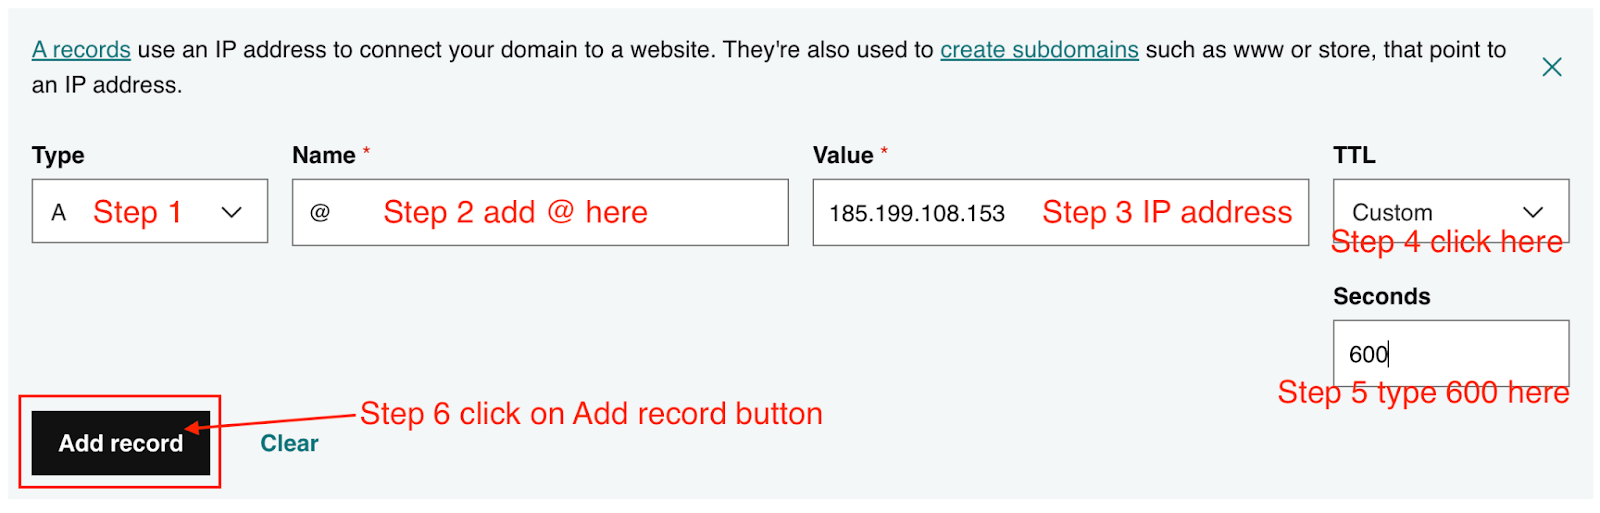 A records use an IP address to connect your domain to a website. They're also used to create subdomains such as www or store, that point to
an IP address.
Type Name * Value * TTL
A Step 1 @ Step 2 add @ here 185.199.108.153 Step 3 IP address Custom
Step 4 click here
Seconds
600
Step 5 type 600 here
Step 6 click on Add record button
Add record Clear